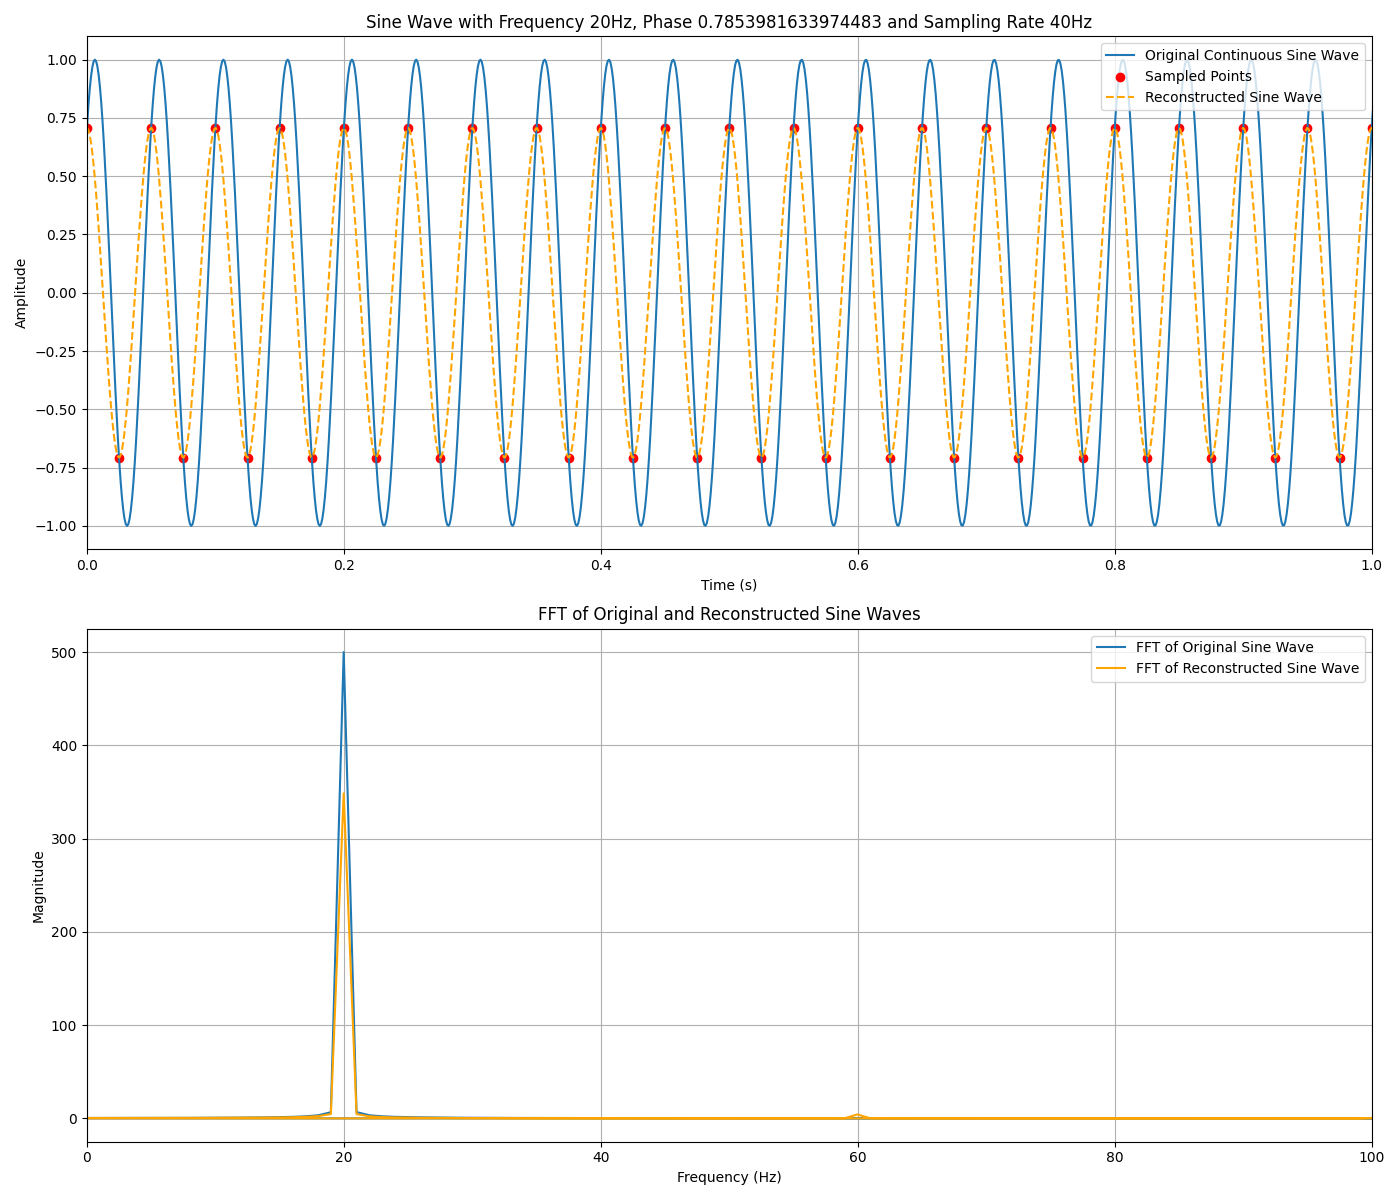 Sine Wave with Frequency 20Hz, Phase 0.7853981633974483 and Sampling Rate 40Hz
Original Continuous Sine Wave
Sampled Points
Reconstructed Sine Wave
1.00
0.75
0.50
0.25
0.00
−0.25
−0.50
−0.75
−1.00
Amplitude
0.0 0.2 0.4 0.6 0.8 1.0
Time (s)
FFT of Original and Reconstructed Sine Waves
FFT of Original Sine Wave
FFT of Reconstructed Sine Wave
500
400
300
200
100
0
Magnitude
0 20 40 60 80 100
Frequency (Hz)